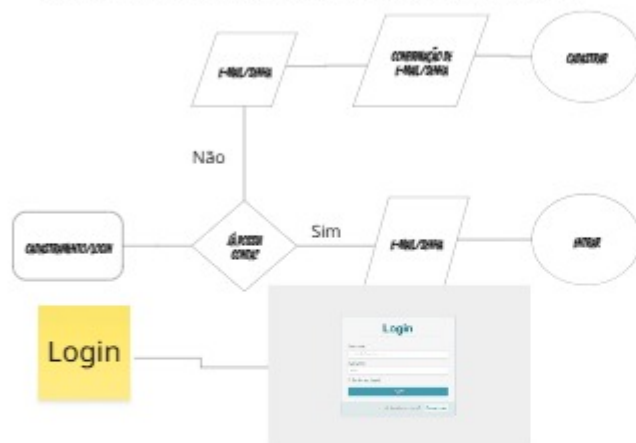 E-MAIL/SENHA
CONFIRMAÇÃO DE
E-MAIL/SENHA
CADASTRAR
Não
CADASTRAMENTO/LOGIN
JÁ POSSUI
CONTA?
Sim
E-MAIL/SENHA
ENTRAR
Login
Login